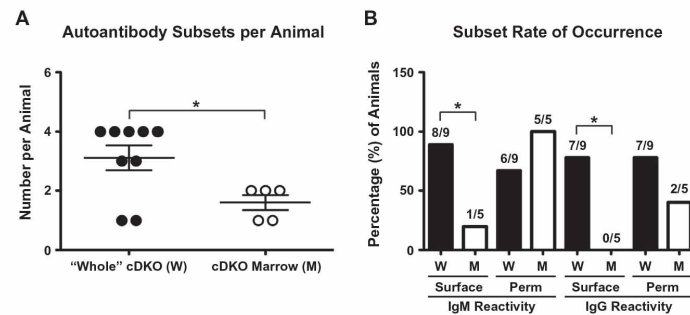 A
Autoantibody Subsets per Animal
Number per Animal
6
4
2
0
*
“Whole” cDKO (W)
cDKO Marrow (M)
B
Subset Rate of Occurrence
Percentage (%) of Animals
150
100
50
0
8/9
*
1/5
6/9
5/5
7/9
*
0/5
7/9
2/5
W M W M W M W M
Surface Perm Surface Perm
IgM Reactivity IgG Reactivity